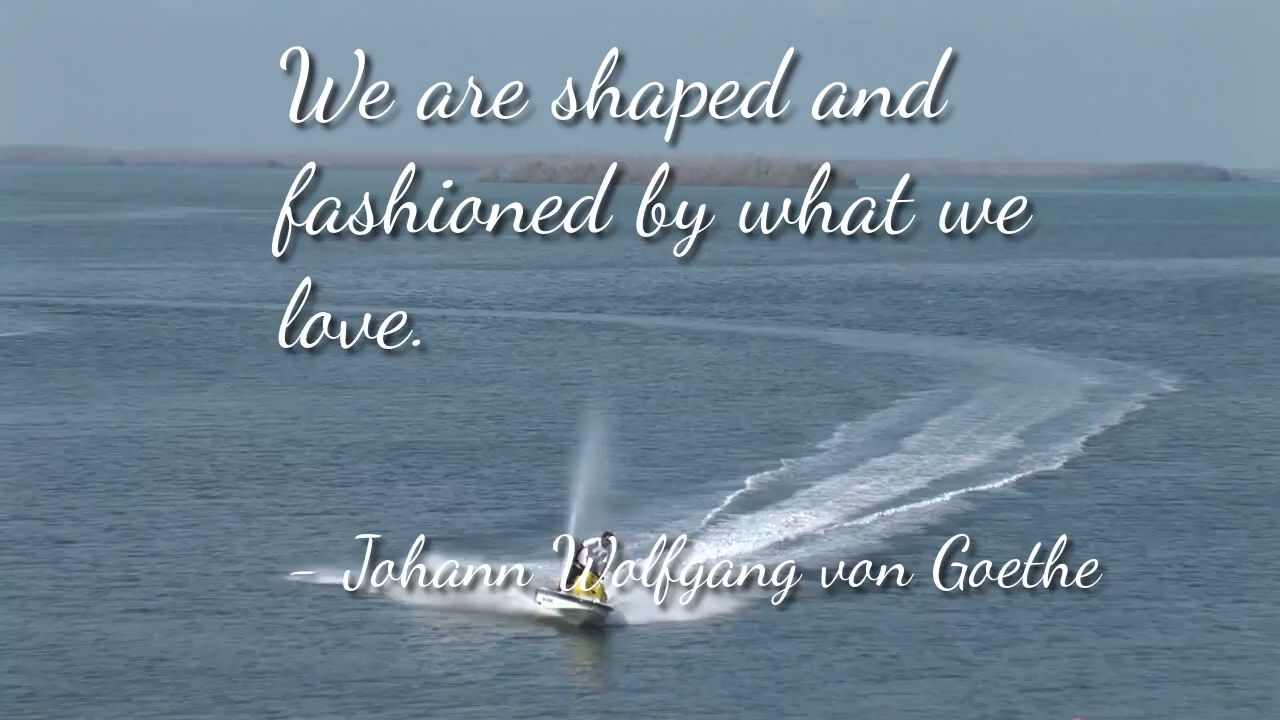 We are shaped and
fashioned by what we
love.
- Johann Wolfgang von Goethe